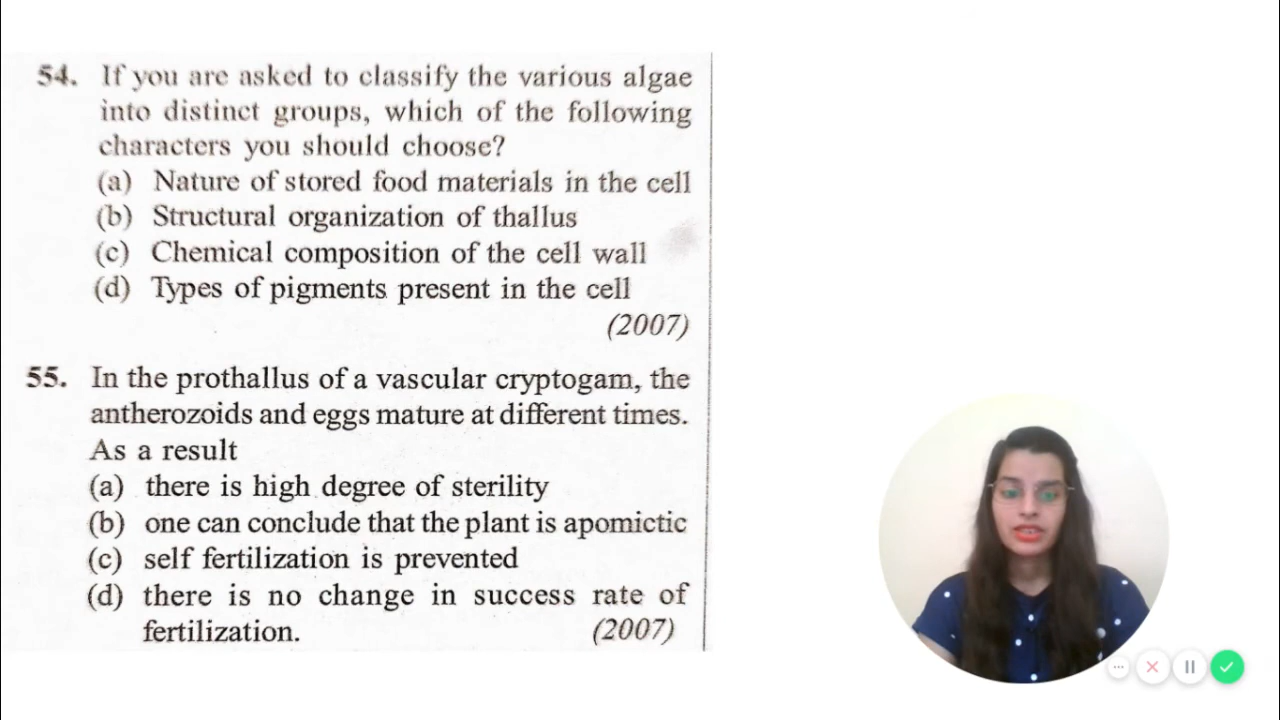 54. If you are asked to classify the various algae
into distinct groups, which of the following
characters you should choose?
(a) Nature of stored food materials in the cell
(b) Structural organization of thallus
(c) Chemical composition of the cell wall
(d) Types of pigments present in the cell
(2007)
55. In the prothallus of a vascular cryptogam, the
antherozoids and eggs mature at different times.
As a result
(a) there is high degree of sterility
(b) one can conclude that the plant is apomictic
(c) self fertilization is prevented
(d) there is no change in success rate of
fertilization. (2007)